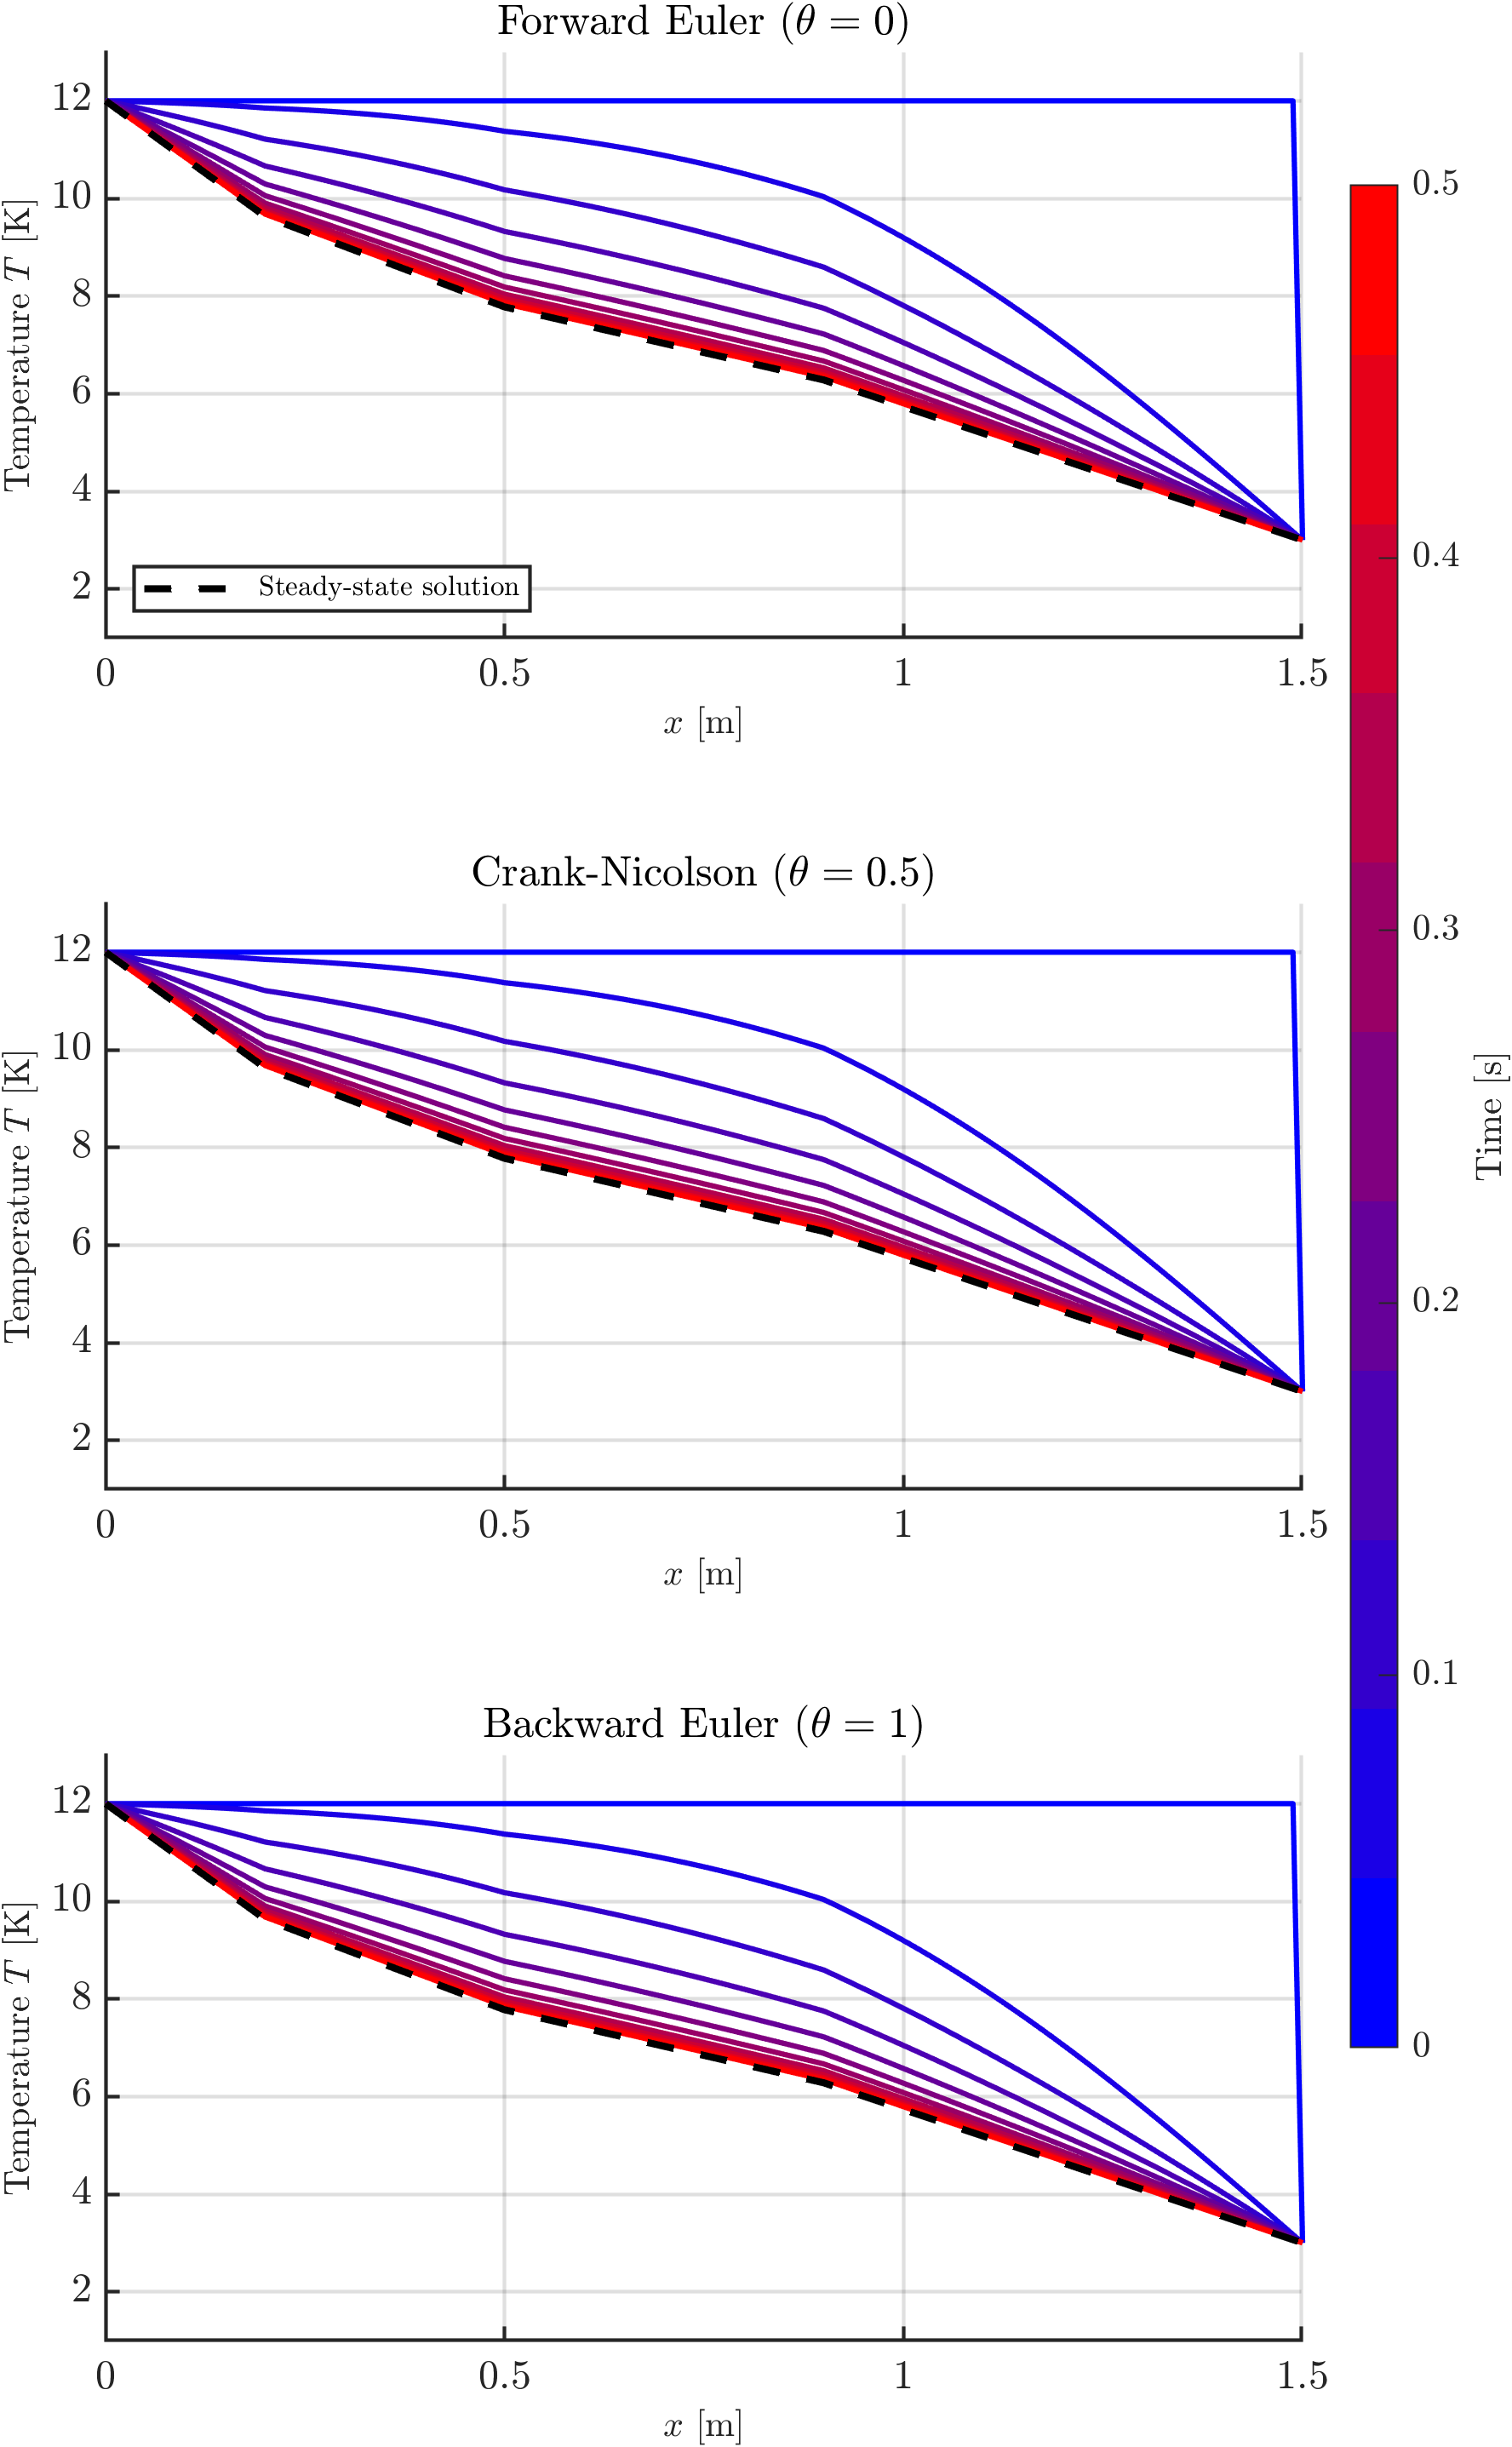 Forward Euler (θ = 0)
12
10
8
6
4
2
Temperature T [K]
Steady-state solution
0 0.5 1 1.5
x [m]
Crank-Nicolson (θ = 0.5)
12
10
8
6
4
2
Temperature T [K]
0 0.5 1 1.5
x [m]
Backward Euler (θ = 1)
12
10
8
6
4
2
Temperature T [K]
0 0.5 1 1.5
x [m]
0.5
0.4
0.3
0.2
0.1
0
Time [s]